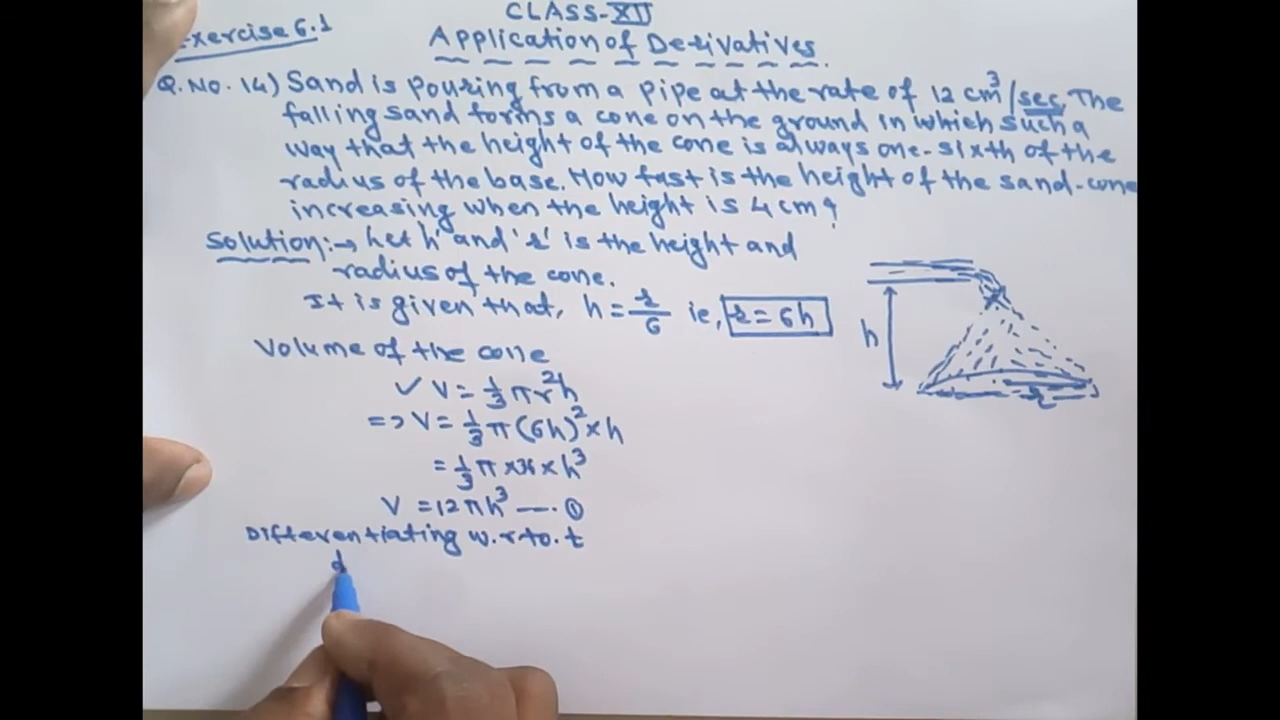 CLASS-XII
Exercise 6.1
Application of Derivatives.
Q.No. 14) Sand is pouring from a pipe at the rate of 12 cm³/sec. The
falling sand forms a cone on the ground in which such a
way that the height of the cone is always one-sixth of the
radius of the base. How fast is the height of the sand-cone
increasing when the height is 4 cm?
Solution:→ Let 'h' and 'r' is the height and
radius of the cone.
It is given that, h = r/6 ie, r = 6h
Volume of the cone
✓ V = 1/3 πr²h
=> V = 1/3 π (6h)² × h
= 1/3 π × 36 × h³
V = 12πh³ —.. ①
Differentiating w.r.to. t
d
h
r